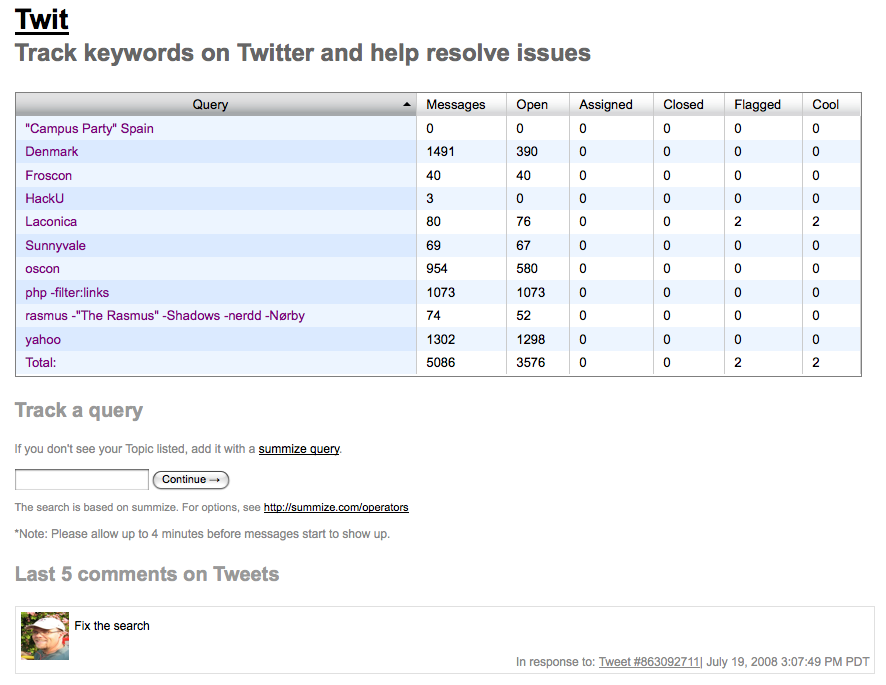 Twit
Track keywords on Twitter and help resolve issues
Query Messages Open Assigned Closed Flagged Cool
"Campus Party" Spain 0 0 0 0 0 0
Denmark 1491 390 0 0 0 0
Froscon 40 40 0 0 0 0
HackU 3 0 0 0 0 0
Laconica 80 76 0 0 2 2
Sunnyvale 69 67 0 0 0 0
oscon 954 580 0 0 0 0
php -filter:links 1073 1073 0 0 0 0
rasmus -"The Rasmus" -Shadows -nerdd -Nørby 74 52 0 0 0 0
yahoo 1302 1298 0 0 0 0
Total: 5086 3576 0 0 2 2
Track a query
If you don't see your Topic listed, add it with a summize query.
Continue →
The search is based on summize. For options, see http://summize.com/operators
*Note: Please allow up to 4 minutes before messages start to show up.
Last 5 comments on Tweets
Fix the search
In response to: Tweet #863092711| July 19, 2008 3:07:49 PM PDT